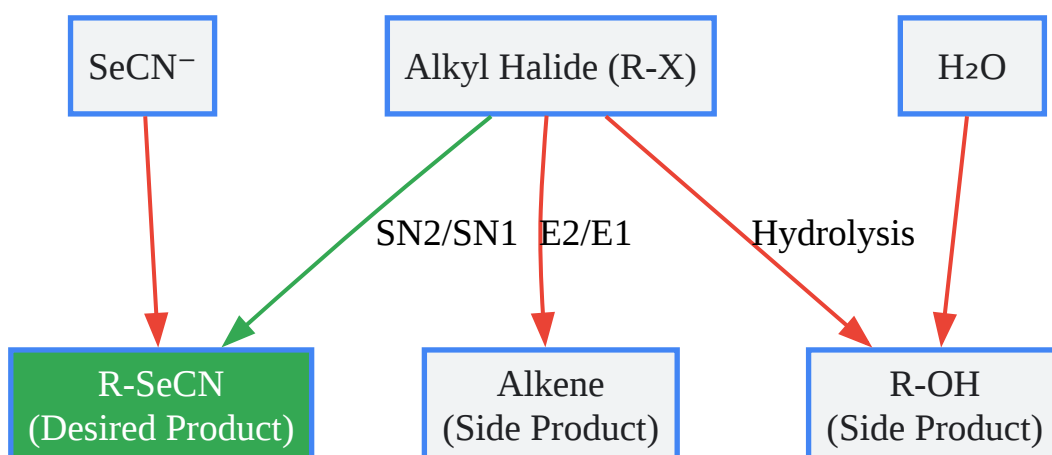 SeCN⁻
Alkyl Halide (R-X)
H₂O
SN2/SN1
E2/E1
Hydrolysis
R-SeCN
(Desired Product)
Alkene
(Side Product)
R-OH
(Side Product)